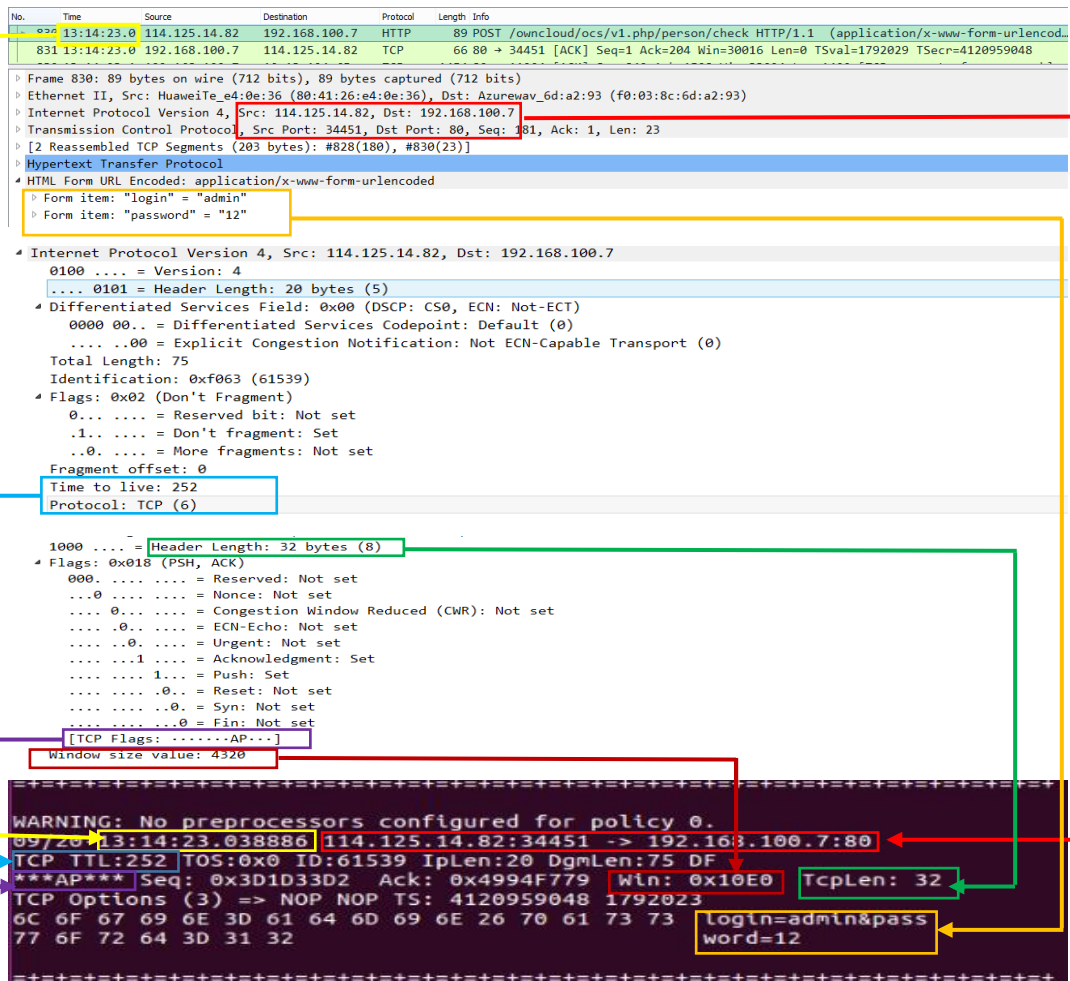 No. Time Source Destination Protocol Length Info
830 13:14:23.0 114.125.14.82 192.168.100.7 HTTP 89 POST /owncloud/ocs/v1.php/person/check HTTP/1.1 (application/x-www-form-urlencod…
831 13:14:23.0 192.168.100.7 114.125.14.82 TCP 66 80 → 34451 [ACK] Seq=1 Ack=204 Win=30016 Len=0 TSval=1792029 TSecr=4120959048
Frame 830: 89 bytes on wire (712 bits), 89 bytes captured (712 bits)
Ethernet II, Src: HuaweiTe_e4:0e:36 (80:41:26:e4:0e:36), Dst: Azurewav_6d:a2:93 (f0:03:8c:6d:a2:93)
Internet Protocol Version 4, Src: 114.125.14.82, Dst: 192.168.100.7
Transmission Control Protocol, Src Port: 34451, Dst Port: 80, Seq: 181, Ack: 1, Len: 23
[2 Reassembled TCP Segments (203 bytes): #828(180), #830(23)]
Hypertext Transfer Protocol
HTML Form URL Encoded: application/x-www-form-urlencoded
Form item: "login" = "admin"
Form item: "password" = "12"
Internet Protocol Version 4, Src: 114.125.14.82, Dst: 192.168.100.7
0100 .... = Version: 4
.... 0101 = Header Length: 20 bytes (5)
Differentiated Services Field: 0x00 (DSCP: CS0, ECN: Not-ECT)
0000 00.. = Differentiated Services Codepoint: Default (0)
.... ..00 = Explicit Congestion Notification: Not ECN-Capable Transport (0)
Total Length: 75
Identification: 0xf063 (61539)
Flags: 0x02 (Don't Fragment)
0... .... = Reserved bit: Not set
.1.. .... = Don't fragment: Set
..0. .... = More fragments: Not set
Fragment offset: 0
Time to live: 252
Protocol: TCP (6)
1000 .... = Header Length: 32 bytes (8)
Flags: 0x018 (PSH, ACK)
000. .... .... = Reserved: Not set
...0 .... .... = Nonce: Not set
.... 0... .... = Congestion Window Reduced (CWR): Not set
.... .0.. .... = ECN-Echo: Not set
.... ..0. .... = Urgent: Not set
.... ...1 .... = Acknowledgment: Set
.... .... 1... = Push: Set
.... .... .0.. = Reset: Not set
.... .... ..0. = Syn: Not set
.... .... ...0 = Fin: Not set
[TCP Flags: ·······AP···]
Window size value: 4320
=+=+=+=+=+=+=+=+=+=+=+=+=+=+=+=+=+=+=+=+=+=+=+=+=+=+=+=+=+=+=+=+=+=+=+=+=+
WARNING: No preprocessors configured for policy 0.
09/20-13:14:23.038886 114.125.14.82:34451 -> 192.168.100.7:80
TCP TTL:252 TOS:0x0 ID:61539 IpLen:20 DgmLen:75 DF
***AP*** Seq: 0x3D1D33D2 Ack: 0x4994F779 Win: 0x10E0 TcpLen: 32
TCP Options (3) => NOP NOP TS: 4120959048 1792023
6C 6F 67 69 6E 3D 61 64 6D 69 6E 26 70 61 73 73 login=admin&pass
77 6F 72 64 3D 31 32 word=12
=+=+=+=+=+=+=+=+=+=+=+=+=+=+=+=+=+=+=+=+=+=+=+=+=+=+=+=+=+=+=+=+=+=+=+=+=+